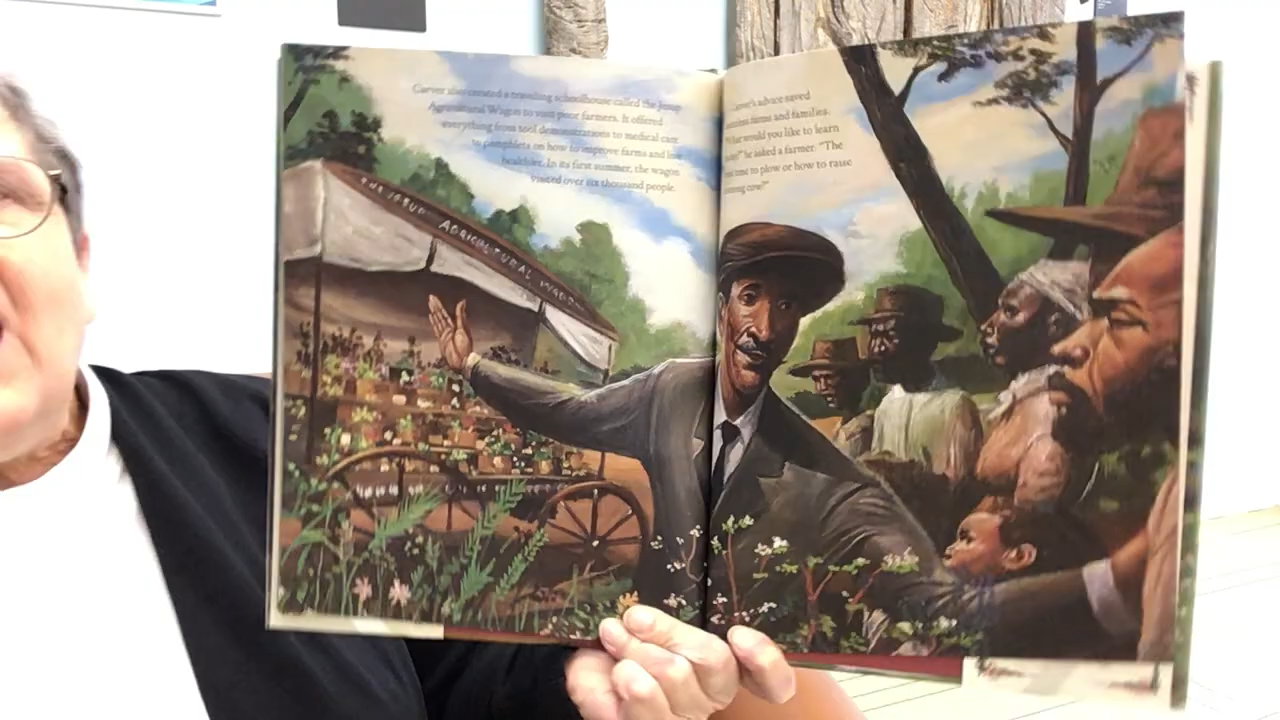 Carver also created a traveling schoolhouse called the Jesup
Agricultural Wagon to visit poor farmers. It offered
everything from tool demonstrations to medical care
to pamphlets on how to improve farms and live
healthier. In its first summer, the wagon
visited over six thousand people.
THE JESUP AGRICULTURAL WAGON
Carver's advice saved
farms and families.
would you like to learn
he asked a farmer. "The
to plow or how to raise
cow?"